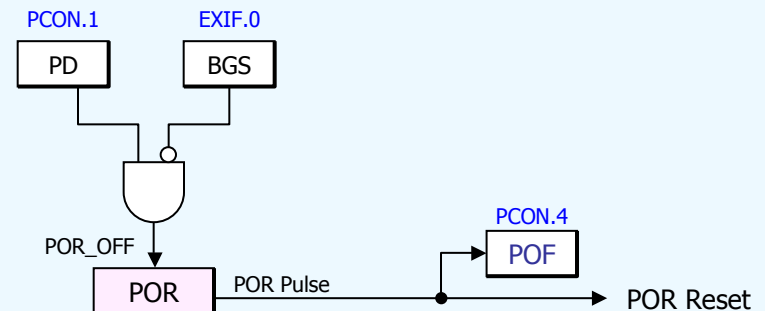 PCON.1
EXIF.0
PD
BGS
PCON.4
POR_OFF
POF
POR
POR Pulse
POR Reset